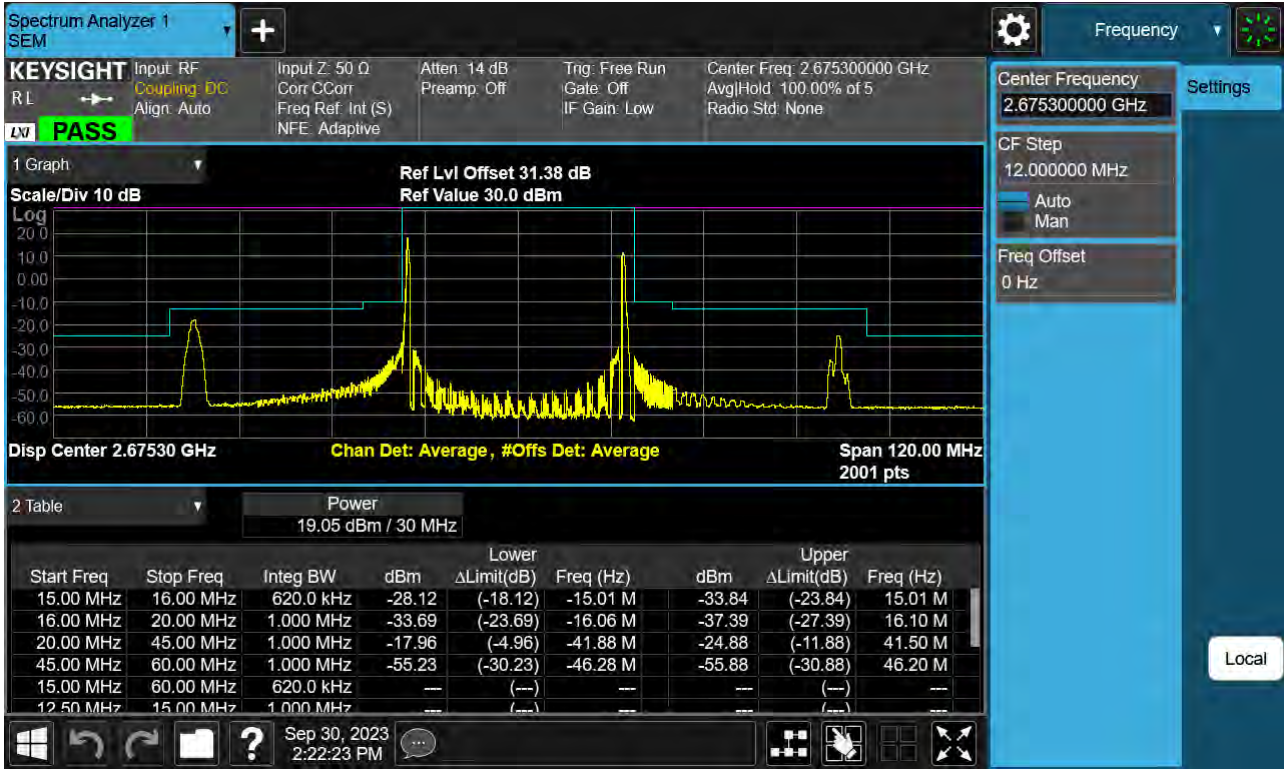 Spectrum Analyzer 1
SEM
+
Frequency
KEYSIGHT
R L
LXI
PASS
Input: RF
Coupling: DC
Align: Auto
Input Z: 50 Ω
Corr CCorr
Freq Ref: Int (S)
NFE: Adaptive
Atten: 14 dB
Preamp: Off
Trig: Free Run
Gate: Off
IF Gain: Low
Center Freq: 2.675300000 GHz
Avg|Hold: 100.00% of 5
Radio Std: None
Center Frequency
2.675300000 GHz
Settings
CF Step
12.000000 MHz
Auto
Man
Freq Offset
0 Hz
1 Graph
Scale/Div 10 dB
Ref Lvl Offset 31.38 dB
Ref Value 30.0 dBm
Log
20.0
10.0
0.00
-10.0
-20.0
-30.0
-40.0
-50.0
-60.0
Disp Center 2.67530 GHz
Chan Det: Average, #Offs Det: Average
Span 120.00 MHz
2001 pts
2 Table
Power
19.05 dBm / 30 MHz
Lower Upper
Start Freq Stop Freq Integ BW dBm ΔLimit(dB) Freq (Hz) dBm ΔLimit(dB) Freq (Hz)
15.00 MHz 16.00 MHz 620.0 kHz -28.12 (-18.12) -15.01 M -33.84 (-23.84) 15.01 M
16.00 MHz 20.00 MHz 1.000 MHz -33.69 (-23.69) -16.06 M -37.39 (-27.39) 16.10 M
20.00 MHz 45.00 MHz 1.000 MHz -17.96 (-4.96) -41.88 M -24.88 (-11.88) 41.50 M
45.00 MHz 60.00 MHz 1.000 MHz -55.23 (-30.23) -46.28 M -55.88 (-30.88) 46.20 M
15.00 MHz 60.00 MHz 620.0 kHz --- (---) --- --- (---) ---
12.50 MHz 15.00 MHz 1.000 MHz --- (---) --- --- (---) ---
Local
?
Sep 30, 2023
2:22:23 PM